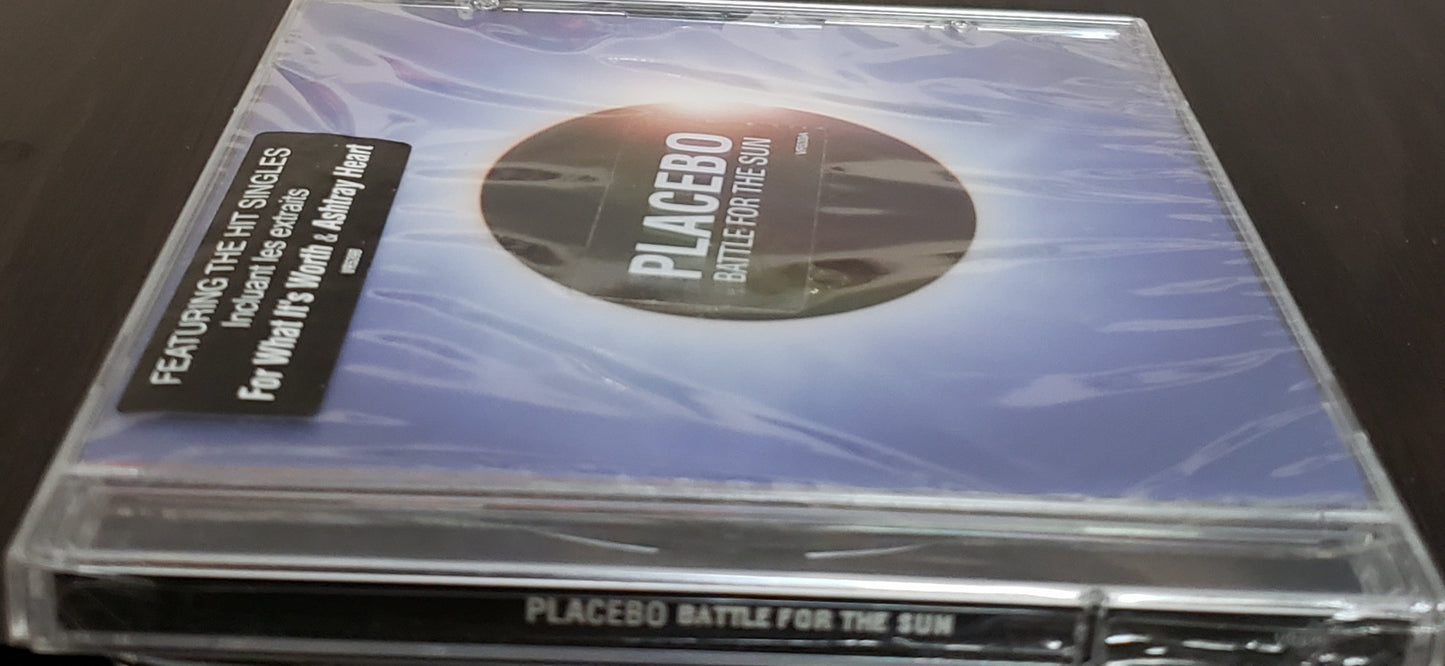 FEATURING THE HIT SINGLES
Incluant les extraits
For What It's Worth & Ashtray Heart
PLACEBO
BATTLE FOR THE SUN
PLACEBO BATTLE FOR THE SUN